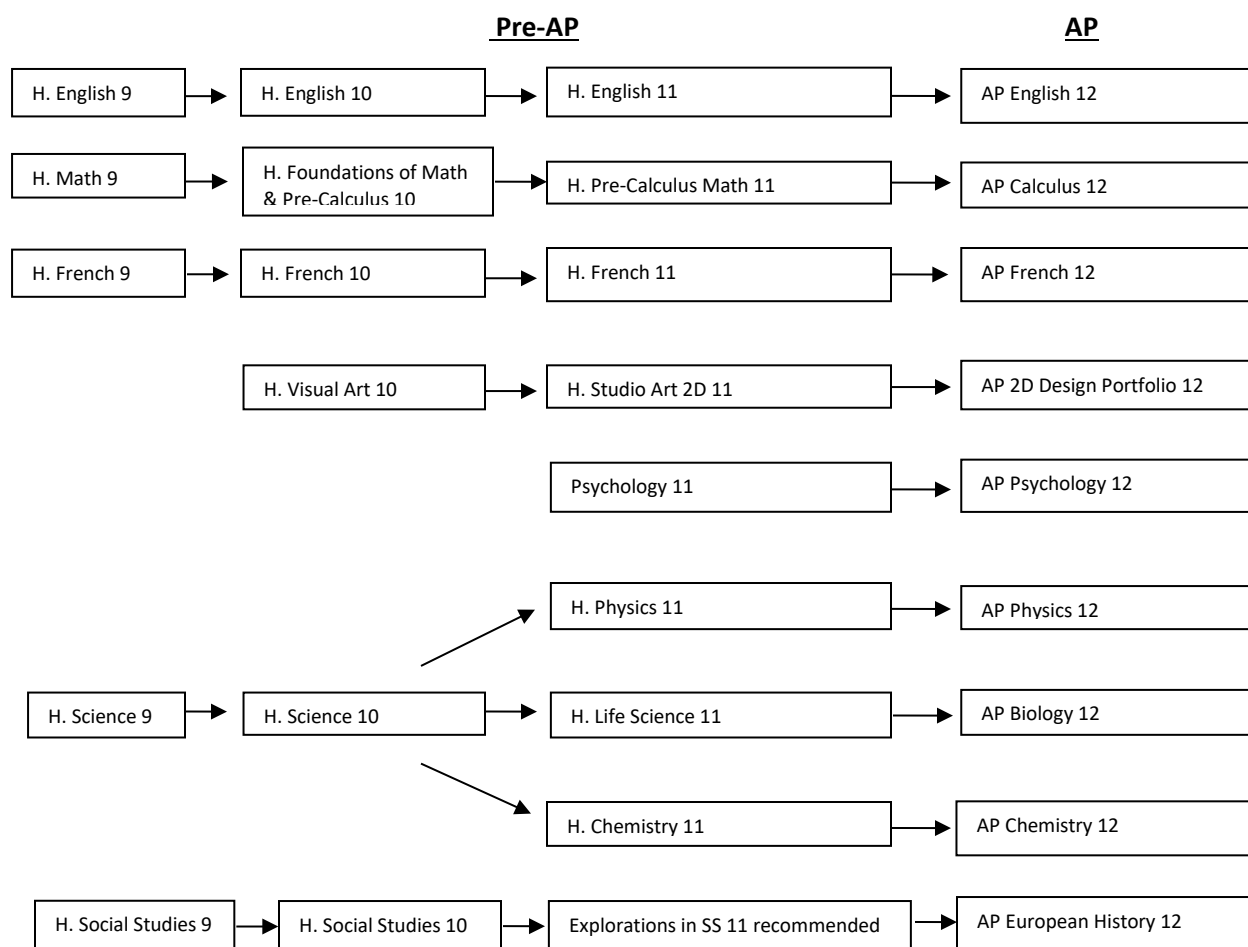 Pre-AP
AP
H. English 9
H. English 10
H. English 11
AP English 12
H. Math 9
H. Foundations of Math
& Pre-Calculus 10
H. Pre-Calculus Math 11
AP Calculus 12
H. French 9
H. French 10
H. French 11
AP French 12
H. Visual Art 10
H. Studio Art 2D 11
AP 2D Design Portfolio 12
Psychology 11
AP Psychology 12
H. Physics 11
AP Physics 12
H. Science 9
H. Science 10
H. Life Science 11
AP Biology 12
H. Chemistry 11
AP Chemistry 12
H. Social Studies 9
H. Social Studies 10
Explorations in SS 11 recommended
AP European History 12